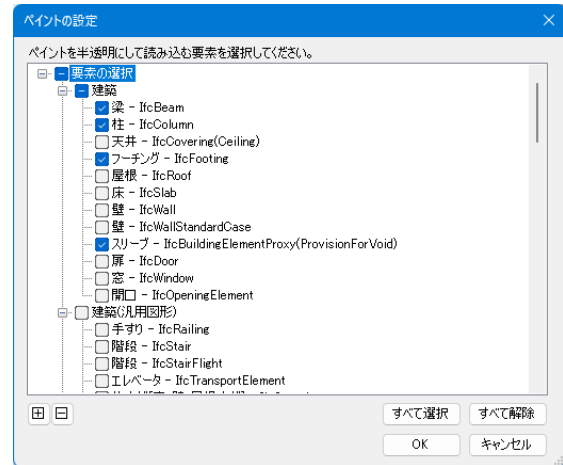 ペイントの設定
ペイントを半透明にして読み込む要素を選択してください。
要素の選択
建築
梁 - IfcBeam
柱 - IfcColumn
天井 - IfcCovering(Ceiling)
フーチング - IfcFooting
屋根 - IfcRoof
床 - IfcSlab
壁 - IfcWall
壁 - IfcWallStandardCase
スリーブ - IfcBuildingElementProxy(ProvisionForVoid)
扉 - IfcDoor
窓 - IfcWindow
開口 - IfcOpeningElement
建築(汎用図形)
手すり - IfcRailing
階段 - IfcStair
階段 - IfcStairFlight
エレベータ - IfcTransportElement
すべて選択 すべて解除
OK キャンセル